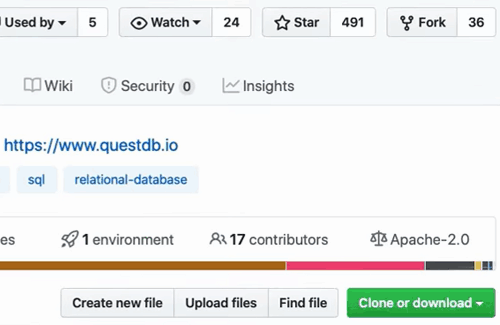 Used by 5 Watch 24 Star 491 Fork 36
Wiki Security 0 Insights
https://www.questdb.io
sql relational-database
es 1 environment 17 contributors Apache-2.0
Create new file Upload files Find file Clone or download